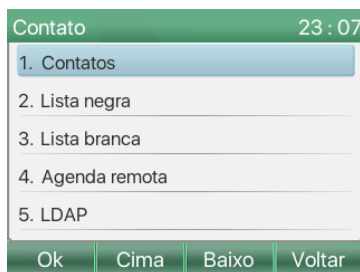 Contato 23:07
1. Contatos
2. Lista negra
3. Lista branca
4. Agenda remota
5. LDAP
Ok Cima Baixo Voltar